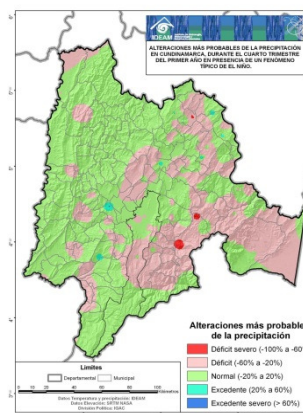 IDEAM
ALTERACIONES MÁS PROBABLES DE LA PRECIPITACIÓN
EN CUNDINAMARCA, DURANTE EL CUARTO TRIMESTRE
DEL PRIMER AÑO EN PRESENCIA DE UN FENÓMENO
TÍPICO DE EL NIÑO.
Alteraciones más probable
de la precipitación
Déficit severo (-100% a -60
Déficit (-60% a -20%)
Normal (-20% a 20%)
Excedente (20% a 60%)
Excedente severo (> 60%)
Límites
Departamental
Municipal
Datos Temperatura y precipitación: IDEAM
Datos Elevación: SRTM NASA
División Política: IGAC